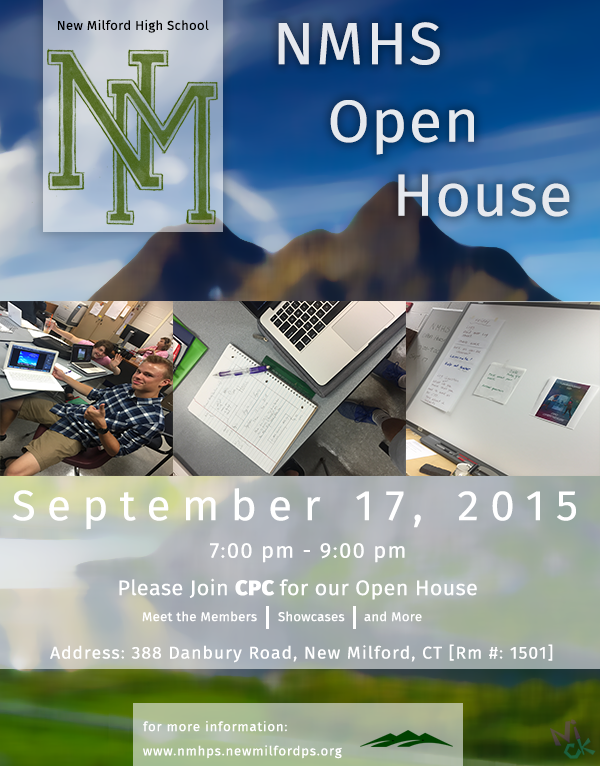 New Milford High School
NM
NMHS
Open
House
September 17, 2015
7:00 pm - 9:00 pm
Please Join CPC for our Open House
Meet the Members | Showcases | and More
Address: 388 Danbury Road, New Milford, CT [Rm #: 1501]
for more information:
www.nmhps.newmilfordps.org
NiCK